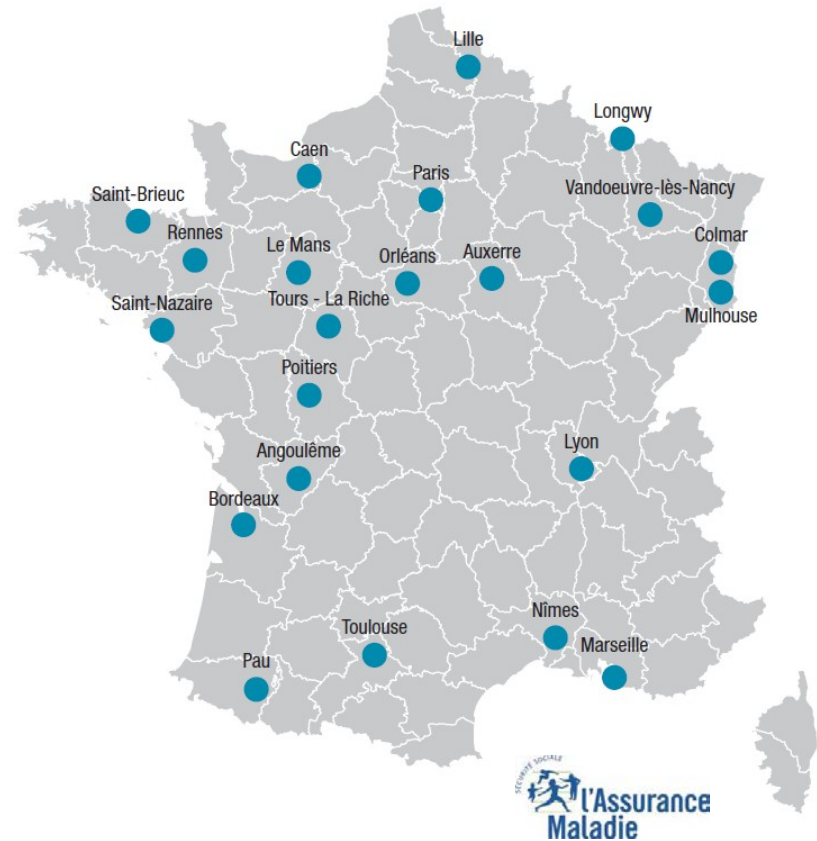 Lille
Longwy
Caen
Paris
Vandoeuvre-lès-Nancy
Saint-Brieuc
Rennes
Colmar
Le Mans
Orléans
Auxerre
Saint-Nazaire
Tours - La Riche
Mulhouse
Poitiers
Angoulême
Lyon
Bordeaux
Nîmes
Toulouse
Marseille
Pau
SÉCURITÉ SOCIALE
l'Assurance
Maladie